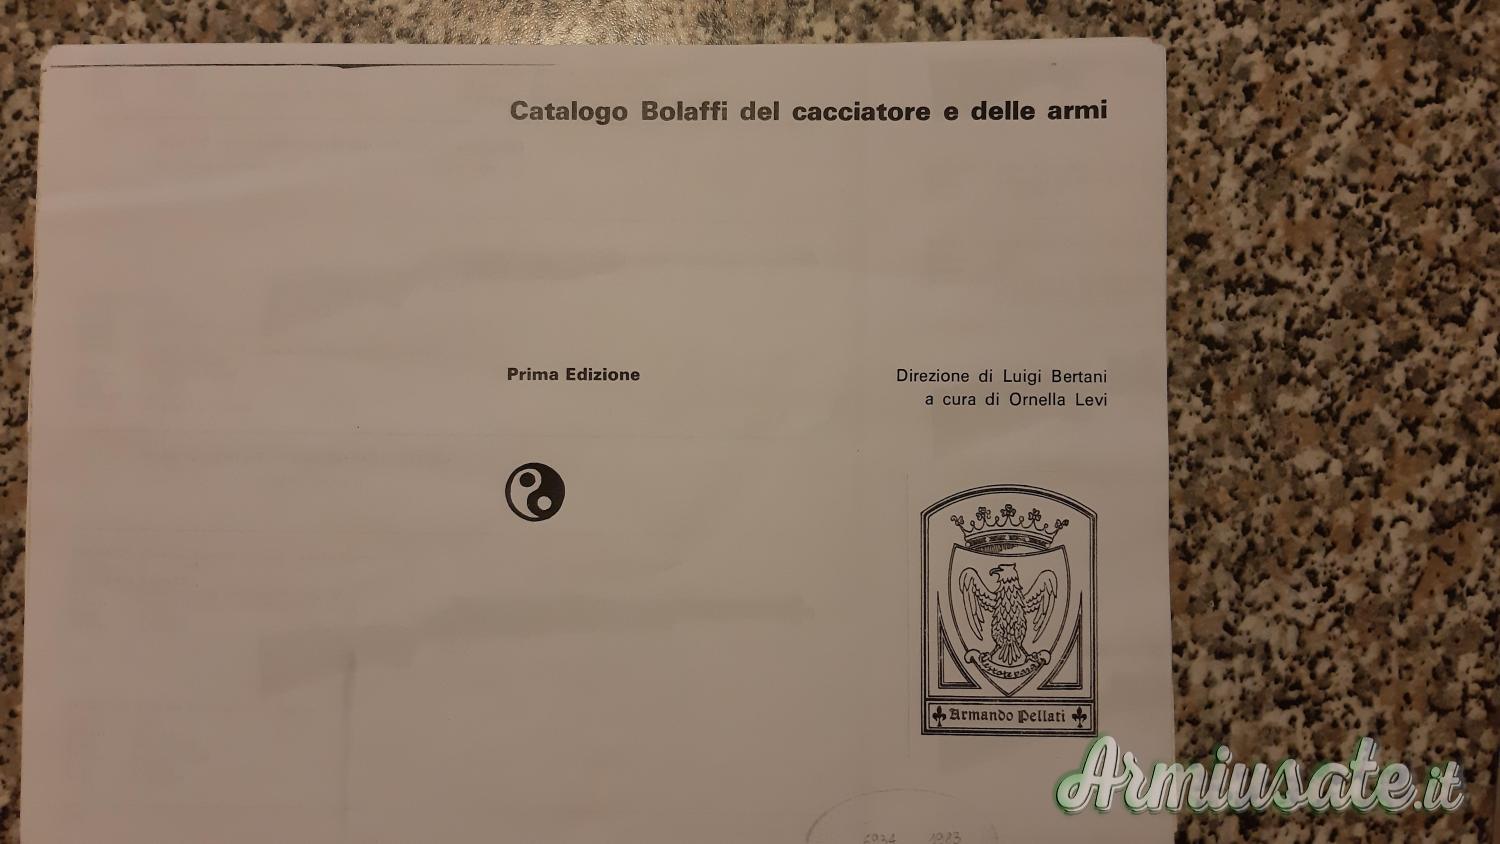 Catalogo Bolaffi del cacciatore e delle armi
Prima Edizione
Direzione di Luigi Bertani
a cura di Ornella Levi
Armando Pellati
Armiusate.it